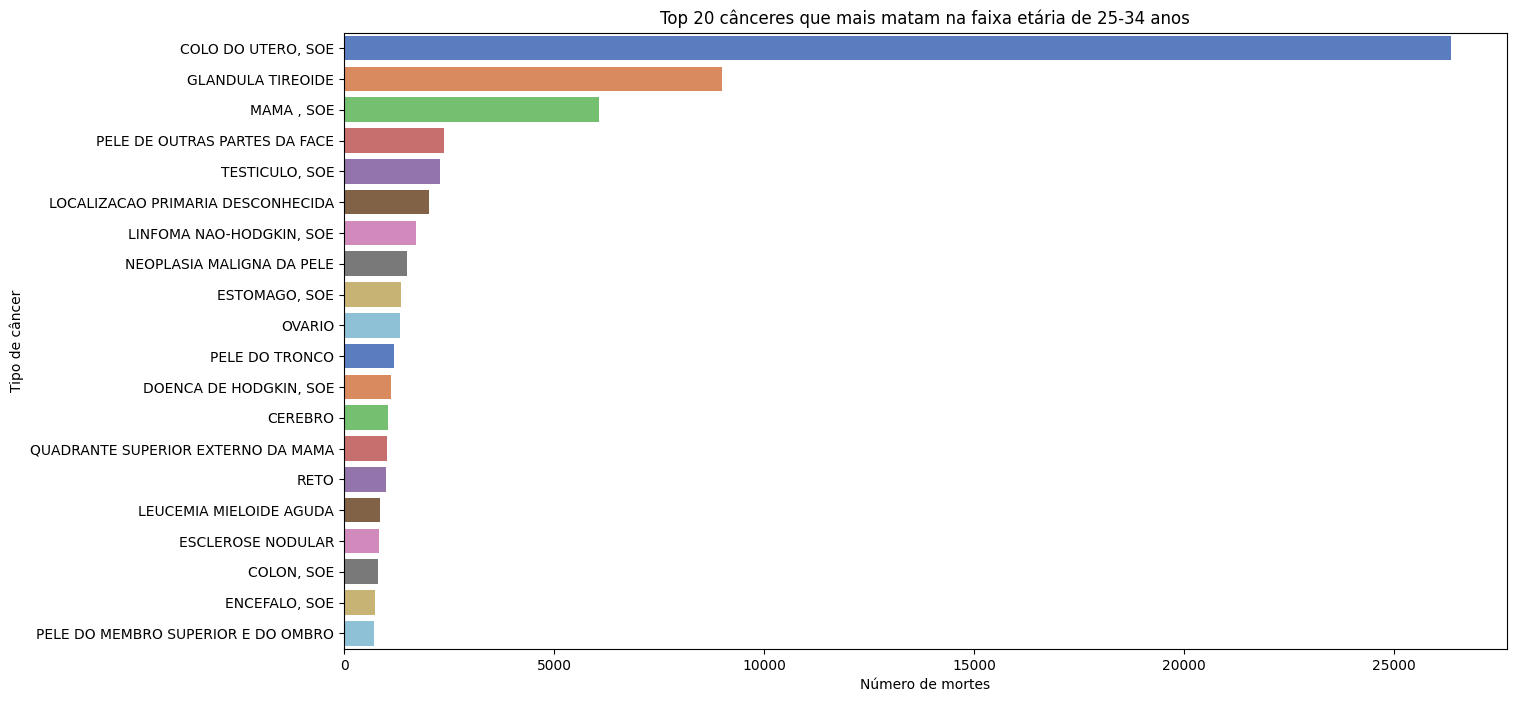 Top 20 cânceres que mais matam na faixa etária de 25-34 anos
Tipo de câncer
COLO DO UTERO, SOE
GLANDULA TIREOIDE
MAMA , SOE
PELE DE OUTRAS PARTES DA FACE
TESTICULO, SOE
LOCALIZACAO PRIMARIA DESCONHECIDA
LINFOMA NAO-HODGKIN, SOE
NEOPLASIA MALIGNA DA PELE
ESTOMAGO, SOE
OVARIO
PELE DO TRONCO
DOENCA DE HODGKIN, SOE
CEREBRO
QUADRANTE SUPERIOR EXTERNO DA MAMA
RETO
LEUCEMIA MIELOIDE AGUDA
ESCLEROSE NODULAR
COLON, SOE
ENCEFALO, SOE
PELE DO MEMBRO SUPERIOR E DO OMBRO
0 5000 10000 15000 20000 25000
Número de mortes